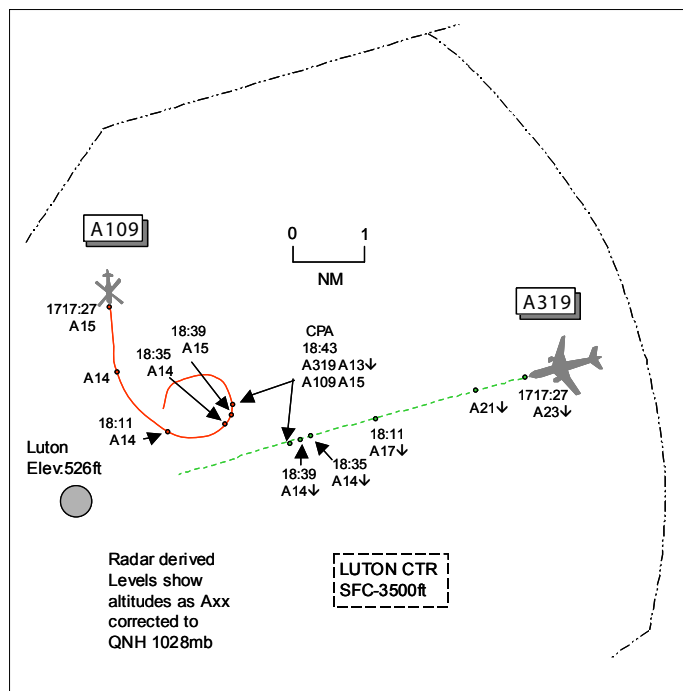 A109
0 1
NM
A319
1717:27
A15
18:39
A15
18:35
A14
CPA
18:43
A319 A13↓
A109 A15
A14
18:11
A14
A21↓
1717:27
A23↓
18:11
A17↓
Luton
Elev:526ft
18:39
A14↓
18:35
A14↓
Radar derived
Levels show
altitudes as Axx
corrected to
QNH 1028mb
LUTON CTR
SFC-3500ft